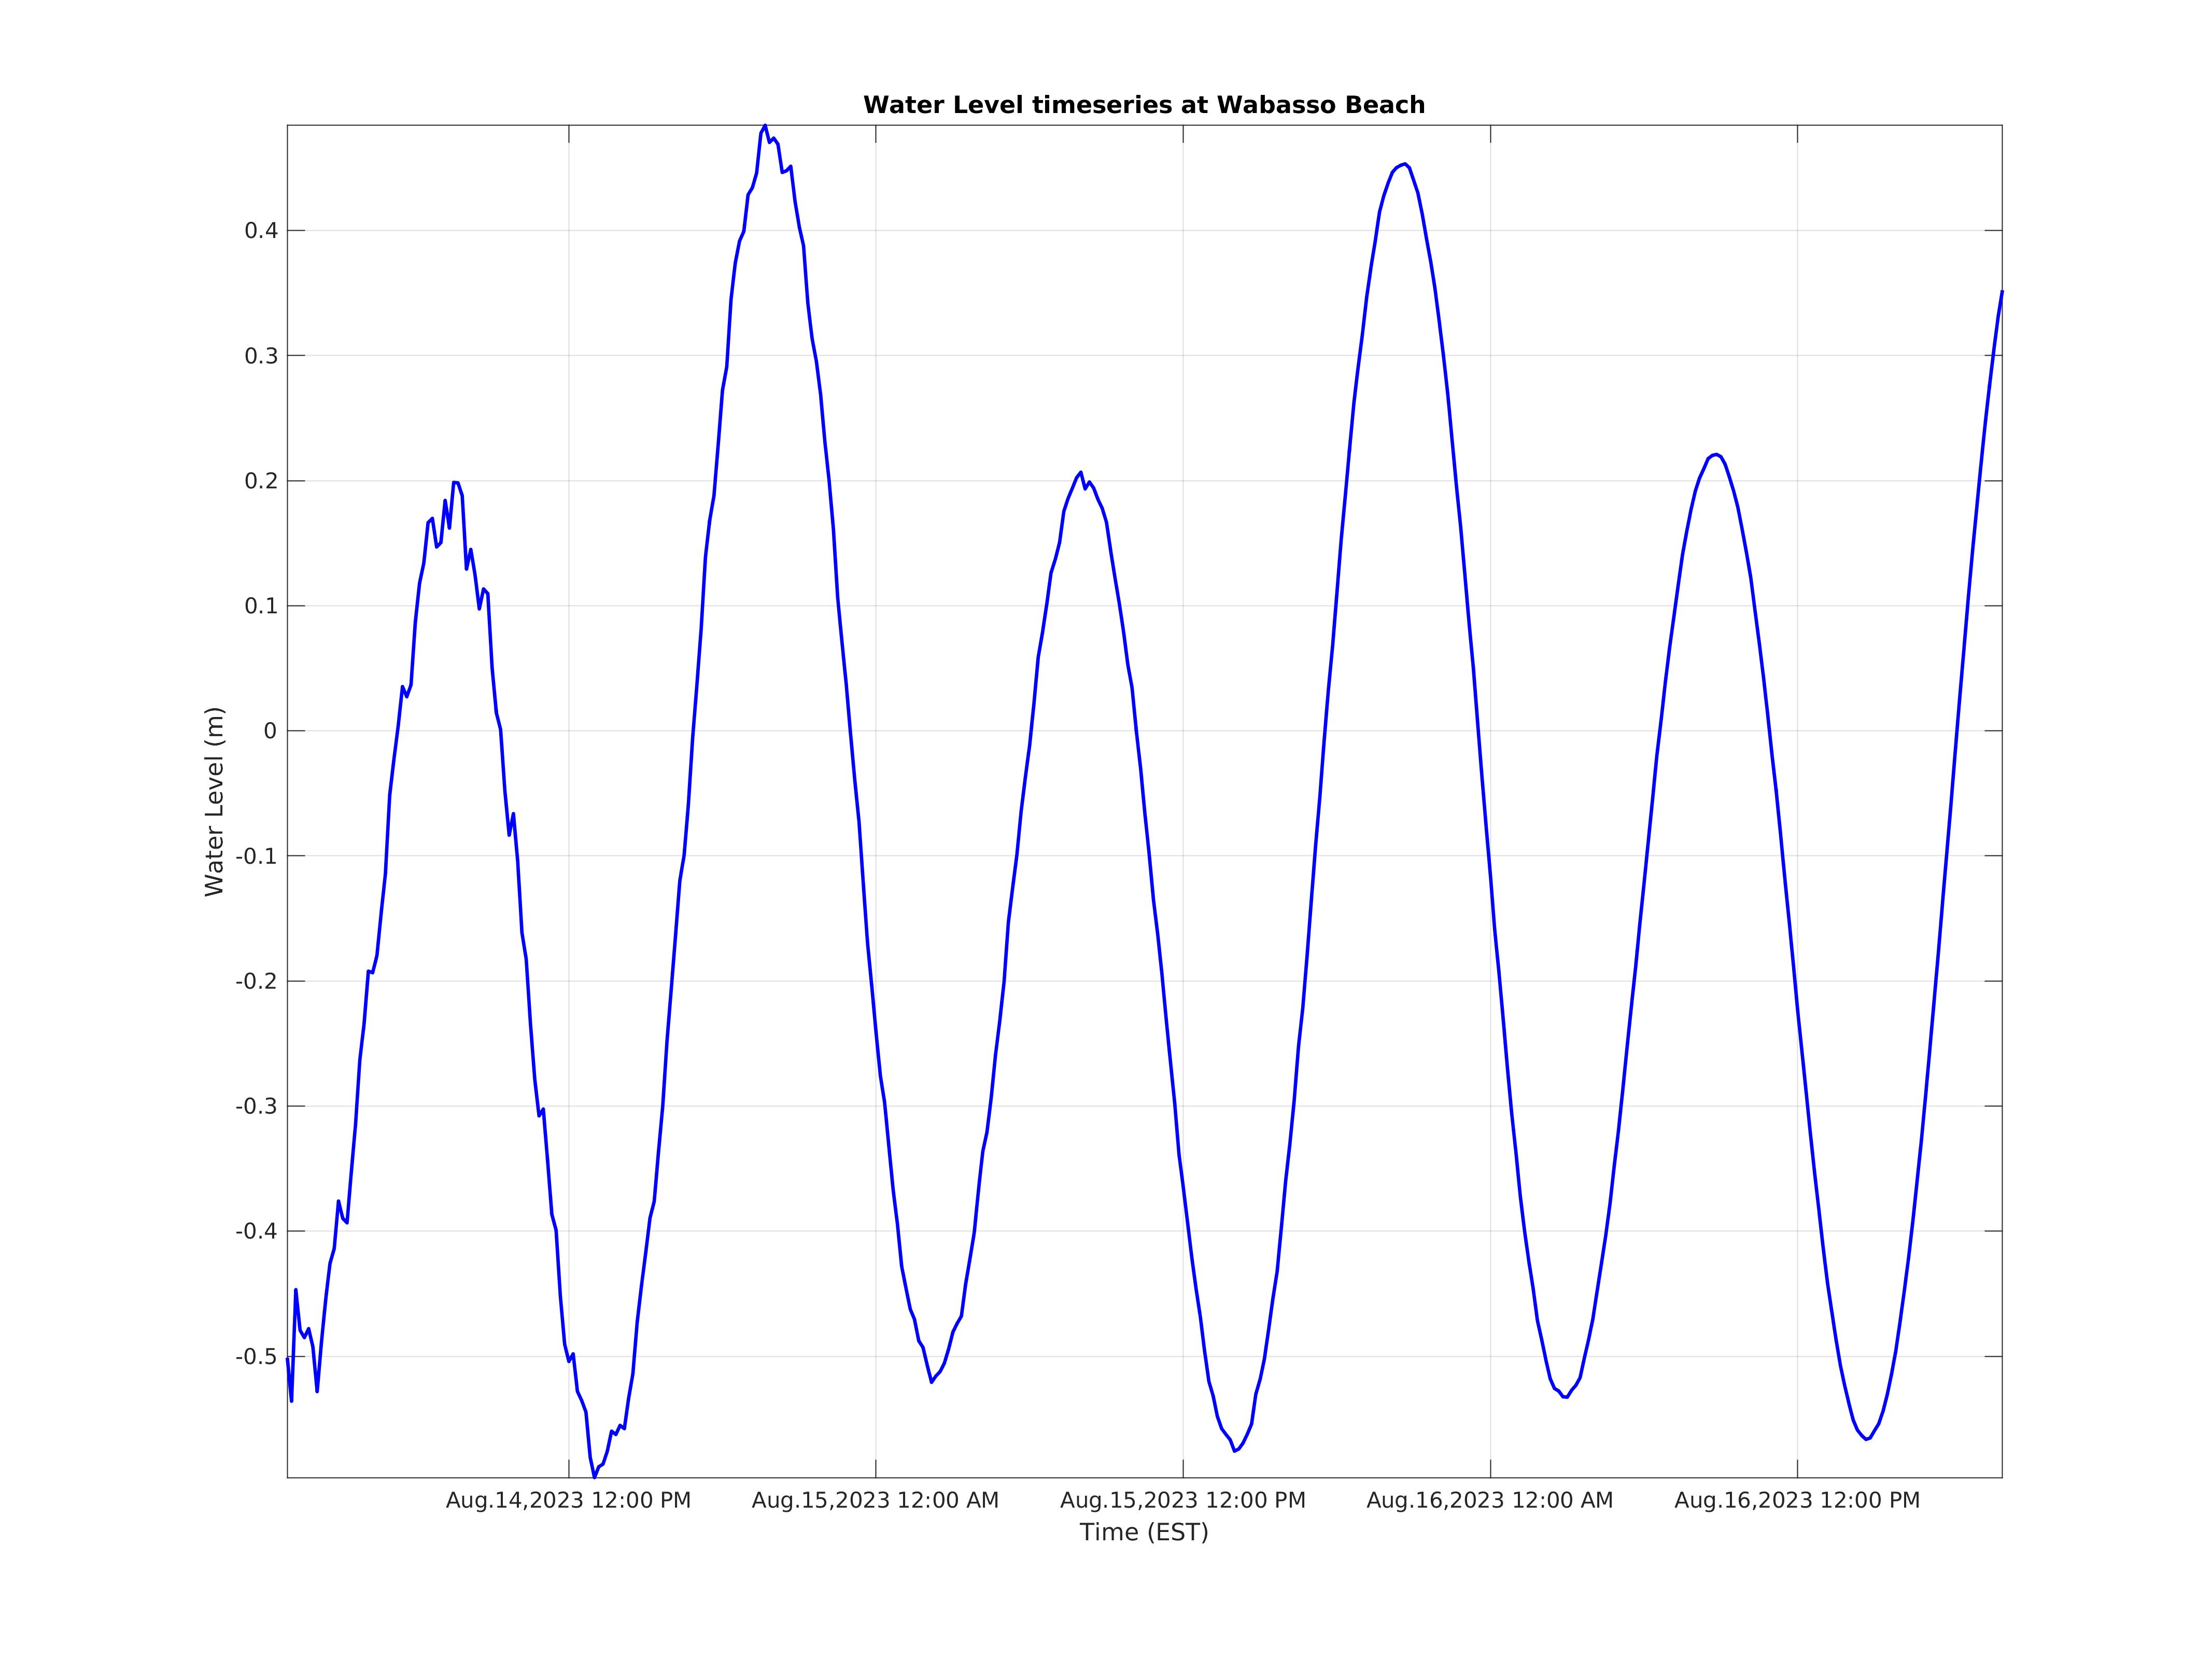 Water Level timeseries at Wabasso Beach
0.4
0.3
0.2
0.1
0
-0.1
-0.2
-0.3
-0.4
-0.5
Water Level (m)
Aug.14,2023 12:00 PM
Aug.15,2023 12:00 AM
Aug.15,2023 12:00 PM
Aug.16,2023 12:00 AM
Aug.16,2023 12:00 PM
Time (EST)